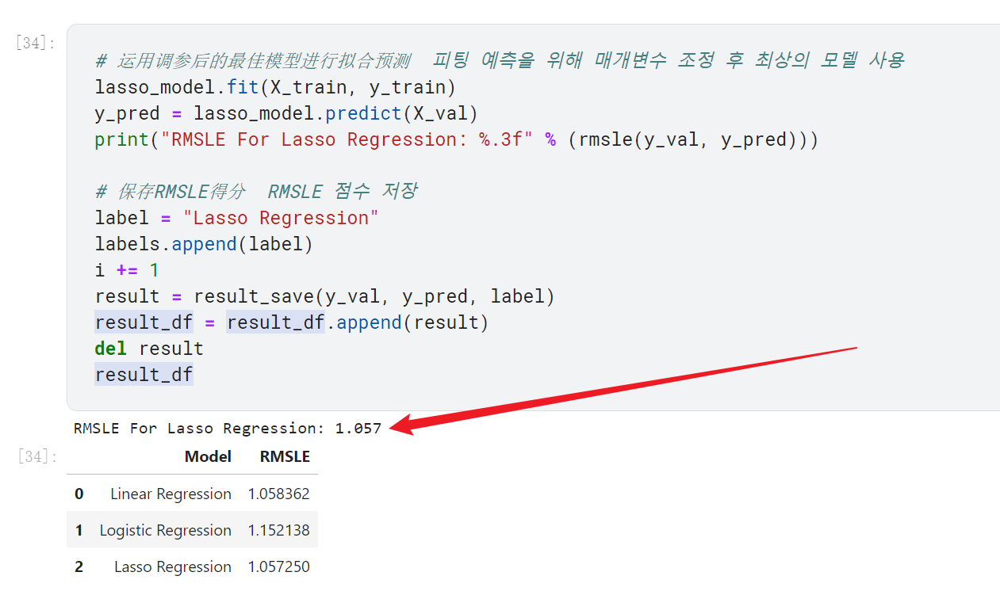 [34]:
# 运用调参后的最佳模型进行拟合预测  피팅 예측을 위해 매개변수 조정 후 최상의 모델 사용
lasso_model.fit(X_train, y_train)
y_pred = lasso_model.predict(X_val)
print("RMSLE For Lasso Regression: %.3f" % (rmsle(y_val, y_pred)))
# 保存RMSLE得分  RMSLE 점수 저장
label = "Lasso Regression"
labels.append(label)
i += 1
result = result_save(y_val, y_pred, label)
result_df = result_df.append(result)
del result
result_df
RMSLE For Lasso Regression: 1.057
[34]:
Model RMSLE
0 Linear Regression 1.058362
1 Logistic Regression 1.152138
2 Lasso Regression 1.057250